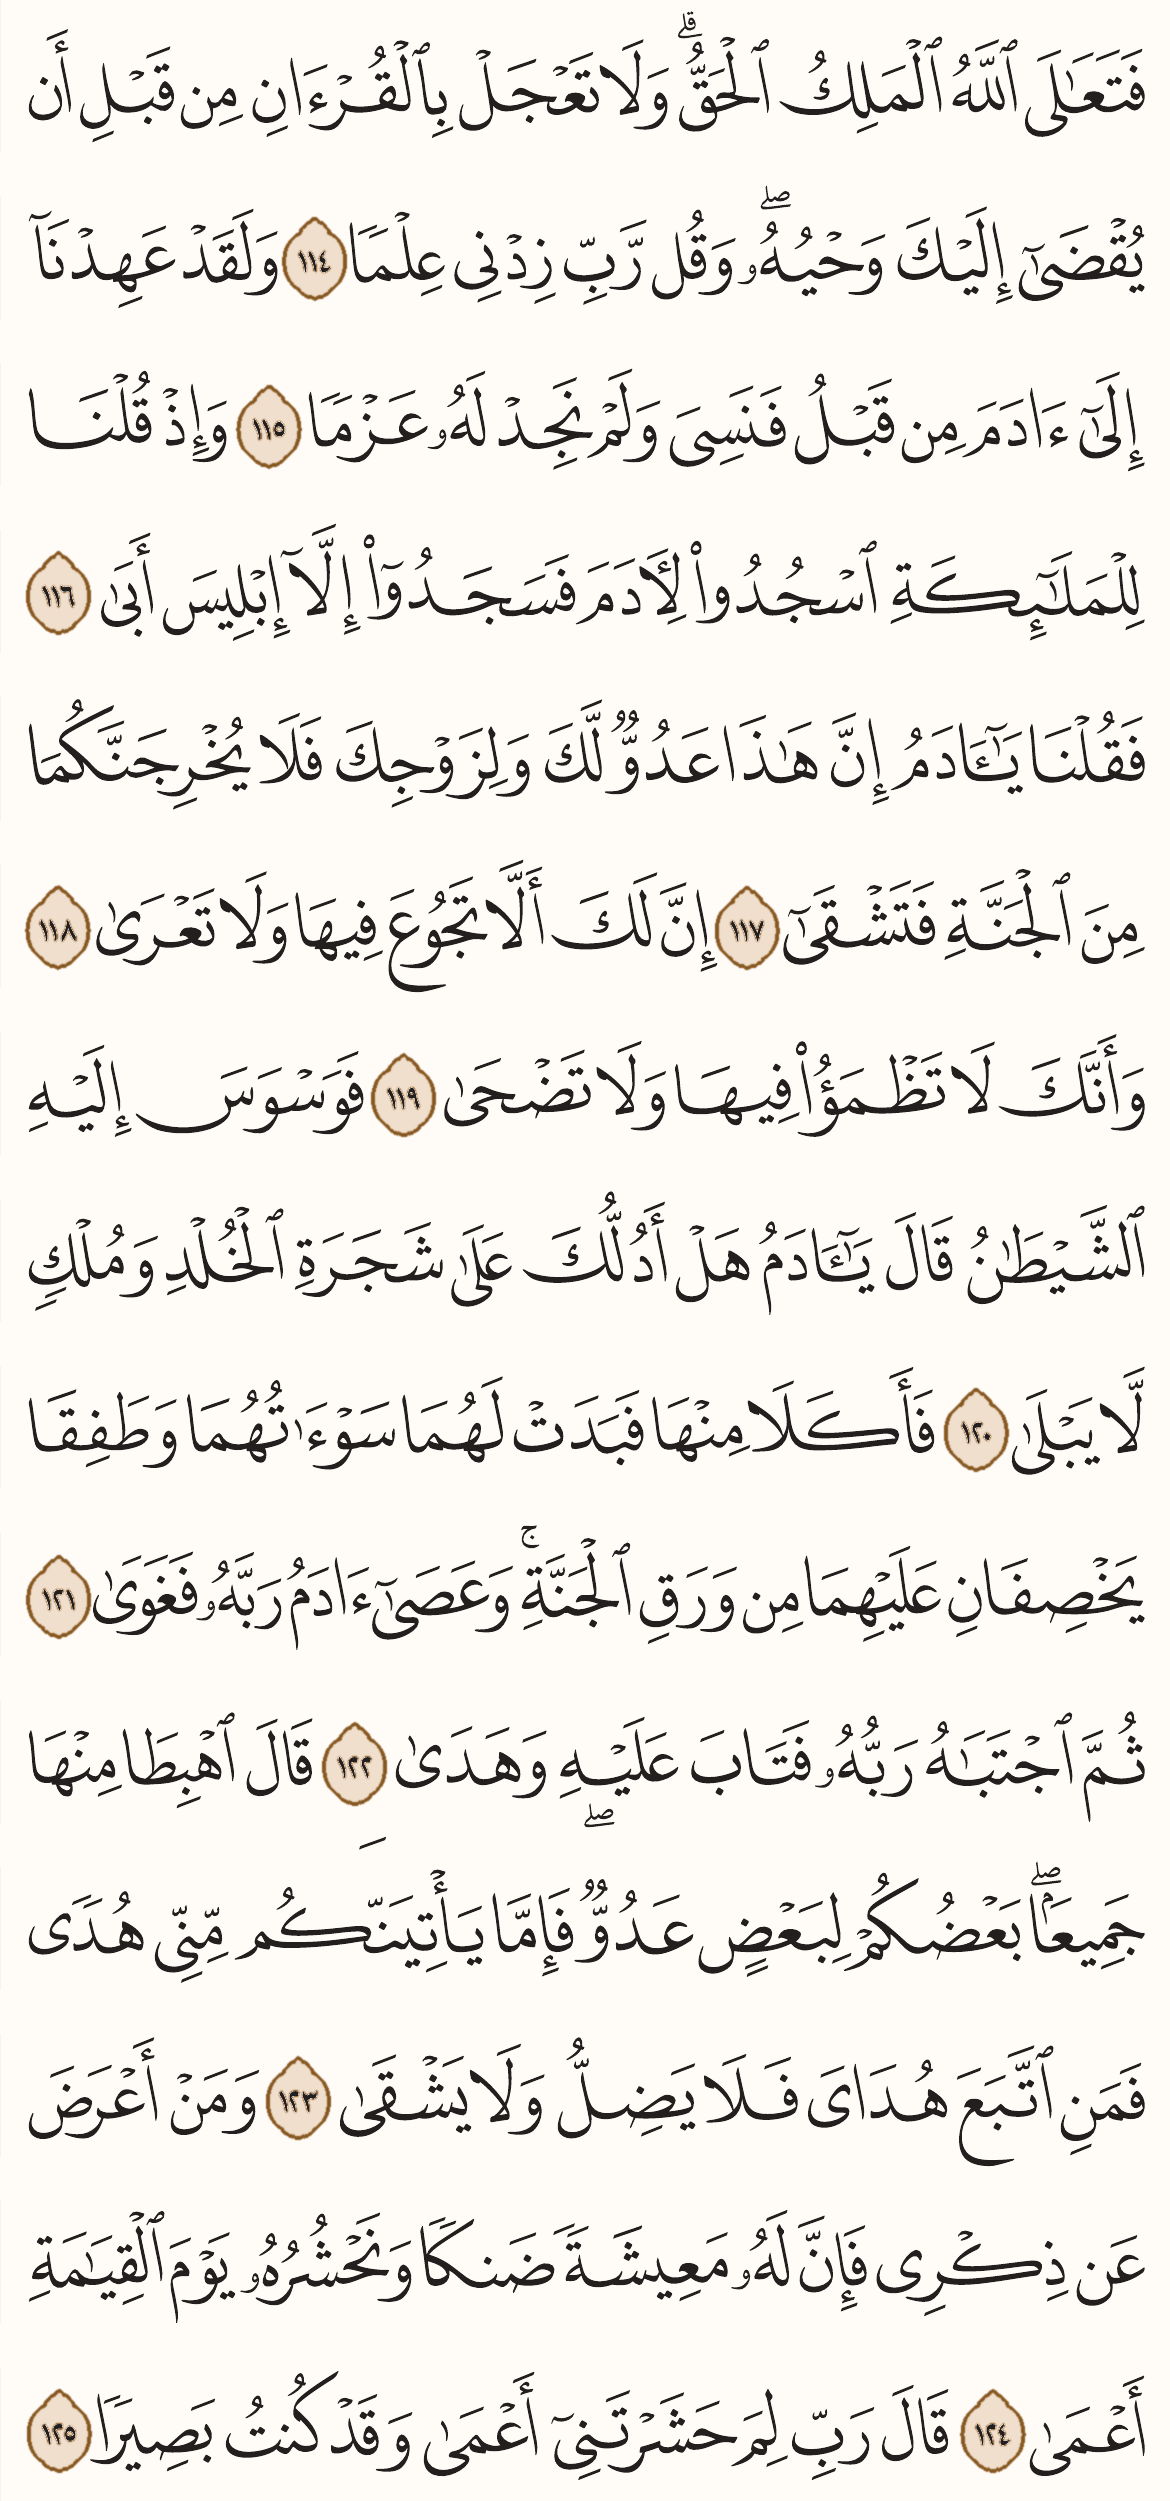 فَتَعَٰلَى ٱللَّهُ ٱلْمَلِكُ ٱلْحَقُّ ۗ وَلَا تَعْجَلْ بِٱلْقُرْءَانِ مِن قَبْلِ أَن
يُقْضَىٰٓ إِلَيْكَ وَحْيُهُۥ ۖ وَقُل رَّبِّ زِدْنِى عِلْمًا ١١٤ وَلَقَدْ عَهِدْنَآ
إِلَىٰٓ ءَادَمَ مِن قَبْلُ فَنَسِىَ وَلَمْ نَجِدْ لَهُۥ عَزْمًا ١١٥ وَإِذْ قُلْنَا
لِلْمَلَٰٓئِكَةِ ٱسْجُدُوا۟ لِأَدَمَ فَسَجَدُوٓا۟ إِلَّآ إِبْلِيسَ أَبَىٰ ١١٦
فَقُلْنَا يَٰٓـَٔادَمُ إِنَّ هَٰذَا عَدُوٌّ لَّكَ وَلِزَوْجِكَ فَلَا يُخْرِجَنَّكُمَا
مِنَ ٱلْجَنَّةِ فَتَشْقَىٰٓ ١١٧ إِنَّ لَكَ أَلَّا تَجُوعَ فِيهَا وَلَا تَعْرَىٰ ١١٨
وَأَنَّكَ لَا تَظْمَؤُا۟ فِيهَا وَلَا تَضْحَىٰ ١١٩ فَوَسْوَسَ إِلَيْهِ
ٱلشَّيْطَٰنُ قَالَ يَٰٓـَٔادَمُ هَلْ أَدُلُّكَ عَلَىٰ شَجَرَةِ ٱلْخُلْدِ وَمُلْكٍ
لَّا يَبْلَىٰ ١٢٠ فَأَكَلَا مِنْهَا فَبَدَتْ لَهُمَا سَوْءَٰتُهُمَا وَطَفِقَا
يَخْصِفَانِ عَلَيْهِمَا مِن وَرَقِ ٱلْجَنَّةِ ۚ وَعَصَىٰٓ ءَادَمُ رَبَّهُۥ فَغَوَىٰ ١٢١
ثُمَّ ٱجْتَبَٰهُ رَبُّهُۥ فَتَابَ عَلَيْهِ وَهَدَىٰ ١٢٢ قَالَ ٱهْبِطَا مِنْهَا
جَمِيعًۢا ۖ بَعْضُكُمْ لِبَعْضٍ عَدُوٌّ ۖ فَإِمَّا يَأْتِيَنَّكُم مِّنِّى هُدًى
فَمَنِ ٱتَّبَعَ هُدَاىَ فَلَا يَضِلُّ وَلَا يَشْقَىٰ ١٢٣ وَمَنْ أَعْرَضَ
عَن ذِكْرِى فَإِنَّ لَهُۥ مَعِيشَةً ضَنكًا وَنَحْشُرُهُۥ يَوْمَ ٱلْقِيَٰمَةِ
أَعْمَىٰ ١٢٤ قَالَ رَبِّ لِمَ حَشَرْتَنِىٓ أَعْمَىٰ وَقَدْ كُنتُ بَصِيرًا ١٢٥